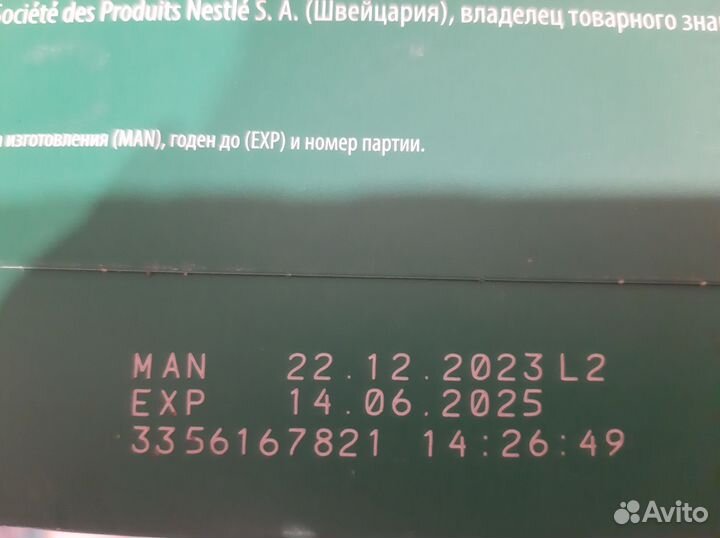 Société des Produits Nestlé S. A. (Швейцария), владелец товарного
изготовления (MAN), годен до (EXP) и номер партии.
MAN 22.12.2023 L2
EXP 14.06.2025
3356167821 14:26:49
Avito